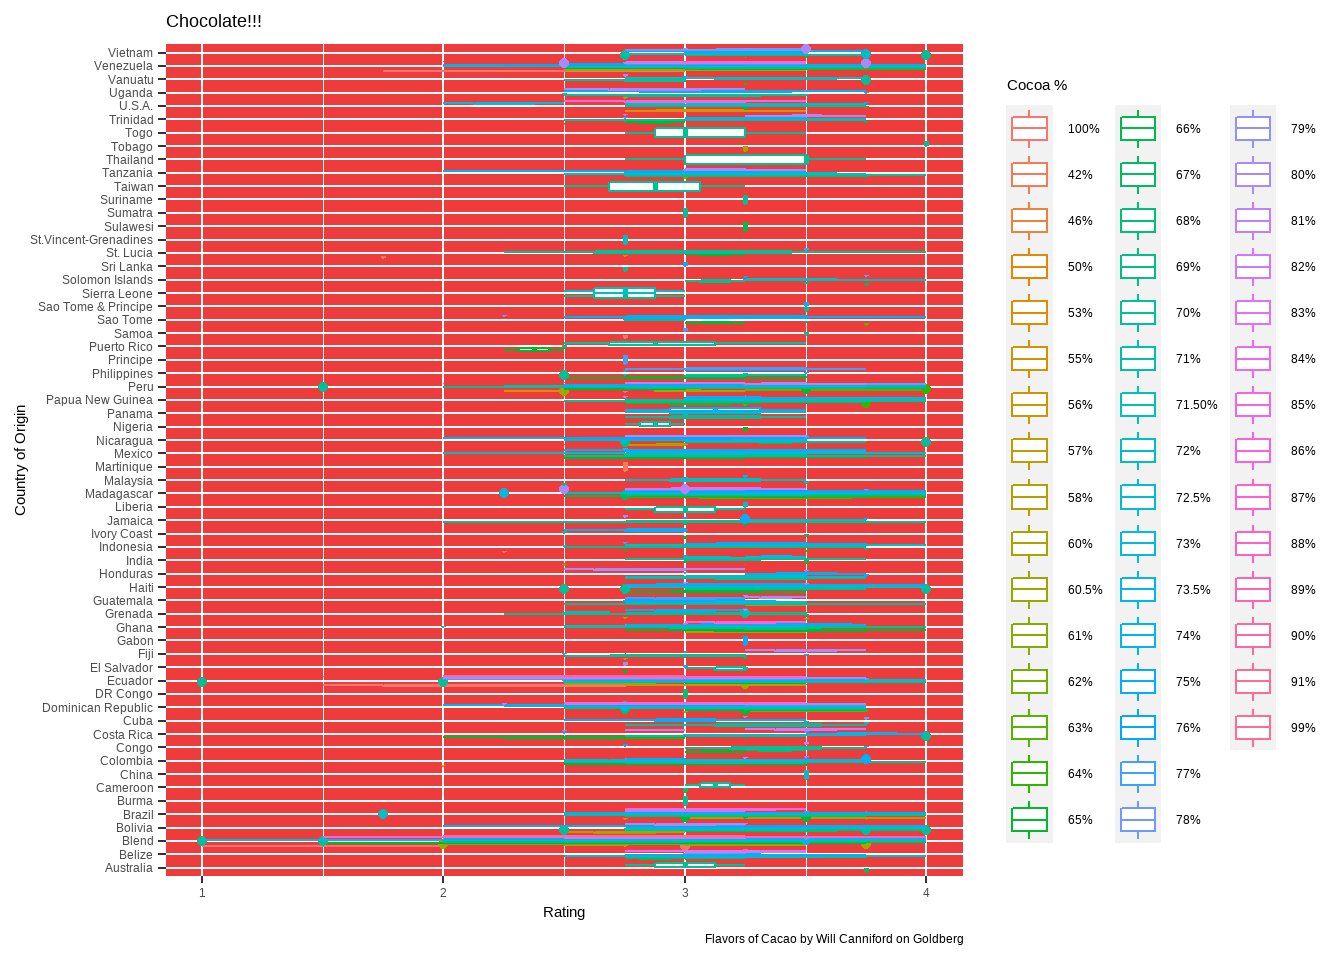 Chocolate!!!
Country of Origin
Vietnam
Venezuela
Vanuatu
Uganda
U.S.A.
Trinidad
Togo
Tobago
Thailand
Tanzania
Taiwan
Suriname
Sumatra
Sulawesi
St.Vincent-Grenadines
St. Lucia
Sri Lanka
Solomon Islands
Sierra Leone
Sao Tome & Principe
Sao Tome
Samoa
Puerto Rico
Principe
Philippines
Peru
Papua New Guinea
Panama
Nigeria
Nicaragua
Mexico
Martinique
Malaysia
Madagascar
Liberia
Jamaica
Ivory Coast
Indonesia
India
Honduras
Haiti
Guatemala
Grenada
Ghana
Gabon
Fiji
El Salvador
Ecuador
DR Congo
Dominican Republic
Cuba
Costa Rica
Congo
Colombia
China
Cameroon
Burma
Brazil
Bolivia
Blend
Belize
Australia
1 2 3 4
Rating
Flavors of Cacao by Will Canniford on Goldberg
Cocoa %
100%
42%
46%
50%
53%
55%
56%
57%
58%
60%
60.5%
61%
62%
63%
64%
65%
66%
67%
68%
69%
70%
71%
71.50%
72%
72.5%
73%
73.5%
74%
75%
76%
77%
78%
79%
80%
81%
82%
83%
84%
85%
86%
87%
88%
89%
90%
91%
99%